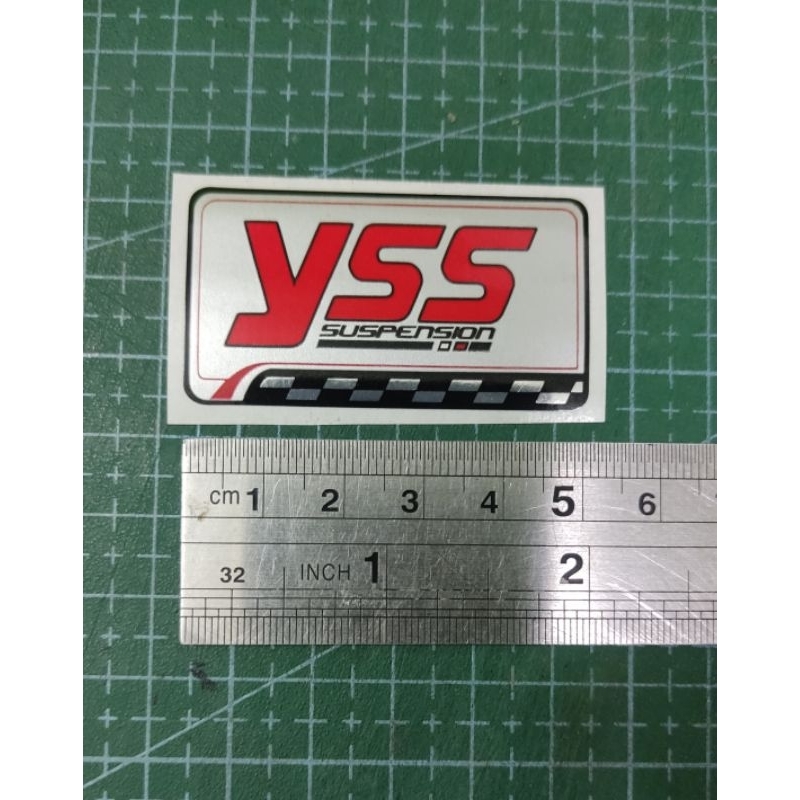 YSS
SUSPENSION
cm 1 2 3 4 5 6
32 INCH 1 2